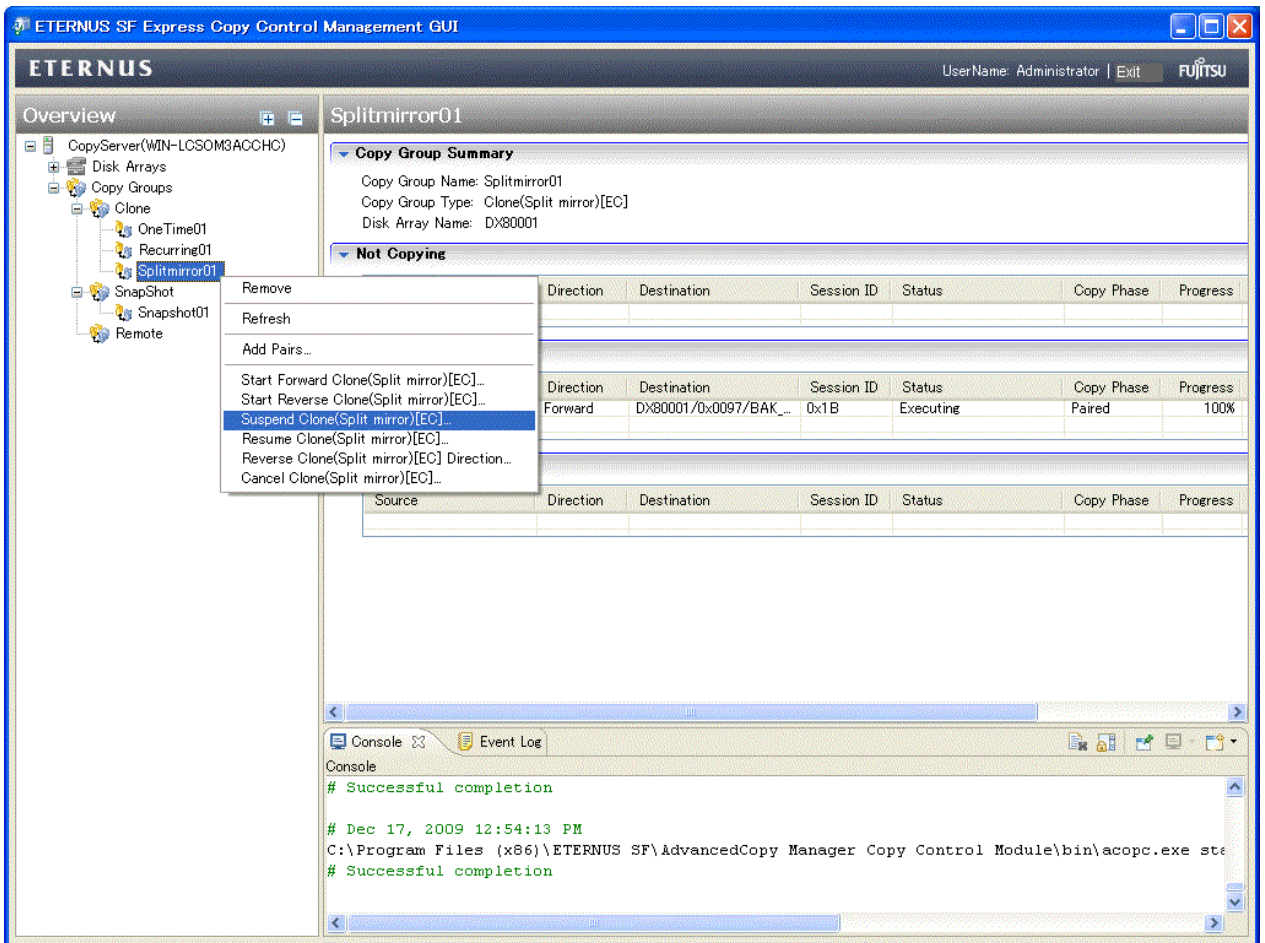 ETERNUS SF Express Copy Control Management GUI
ETERNUS
UserName: Administrator | Exit
FUJITSU
Overview
CopyServer(WIN-LCSOM3ACCHC)
Disk Arrays
Copy Groups
Clone
OneTime01
Recurring01
Splitmirror01
SnapShot
Snapshot01
Remote
Remove
Refresh
Add Pairs...
Start Forward Clone(Split mirror)[EC]...
Start Reverse Clone(Split mirror)[EC]...
Suspend Clone(Split mirror)[EC]...
Resume Clone(Split mirror)[EC]...
Reverse Clone(Split mirror)[EC] Direction...
Cancel Clone(Split mirror)[EC]...
Splitmirror01
Copy Group Summary
Copy Group Name: Splitmirror01
Copy Group Type: Clone(Split mirror)[EC]
Disk Array Name: DX80001
Not Copying
Direction Destination Session ID Status Copy Phase Progress
Direction Destination Session ID Status Copy Phase Progress
Forward DX80001/0x0097/BAK_... 0x1B Executing Paired 100%
Source Direction Destination Session ID Status Copy Phase Progress
Console Event Log
Console
# Successful completion
# Dec 17, 2009 12:54:13 PM
C:\Program Files (x86)\ETERNUS SF\AdvancedCopy Manager Copy Control Module\bin\acopc.exe sta
# Successful completion